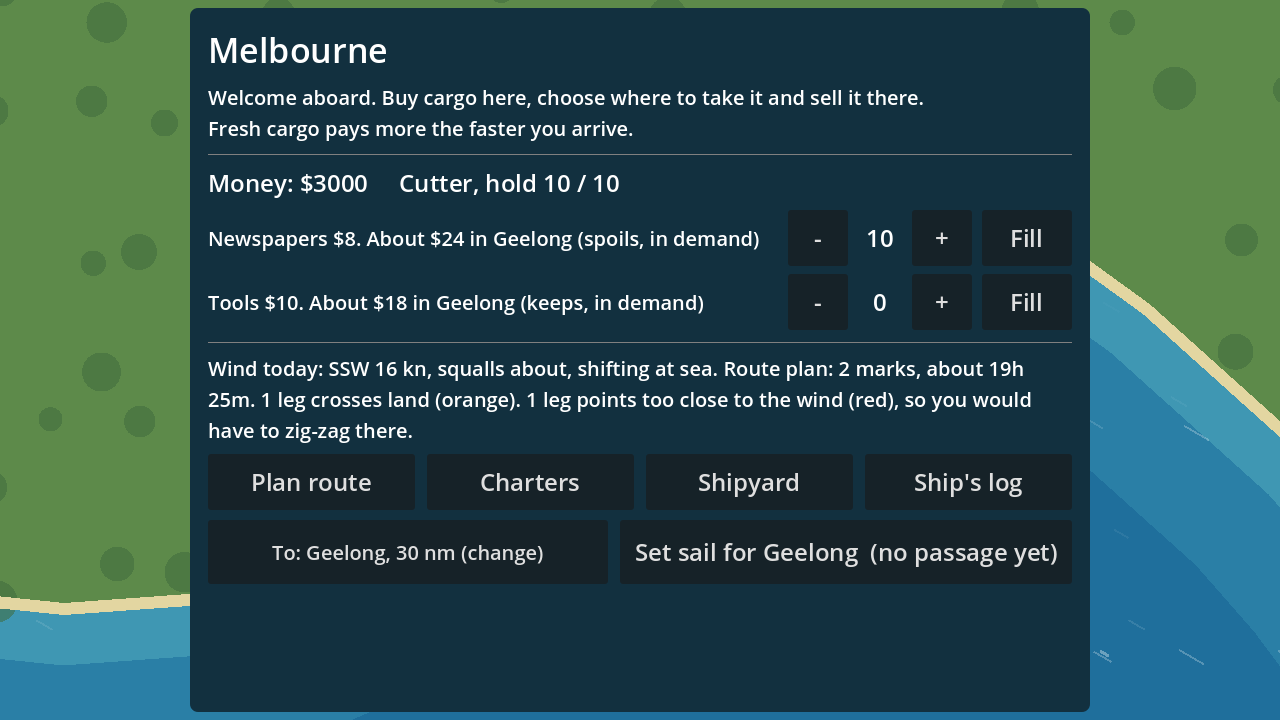 Melbourne
Welcome aboard. Buy cargo here, choose where to take it and sell it there.
Fresh cargo pays more the faster you arrive.
Money: $3000 Cutter, hold 10 / 10
Newspapers $8. About $24 in Geelong (spoils, in demand) - 10 + Fill
Tools $10. About $18 in Geelong (keeps, in demand) - 0 + Fill
Wind today: SSW 16 kn, squalls about, shifting at sea. Route plan: 2 marks, about 19h
25m. 1 leg crosses land (orange). 1 leg points too close to the wind (red), so you would
have to zig-zag there.
Plan route Charters Shipyard Ship's log
To: Geelong, 30 nm (change) Set sail for Geelong (no passage yet)